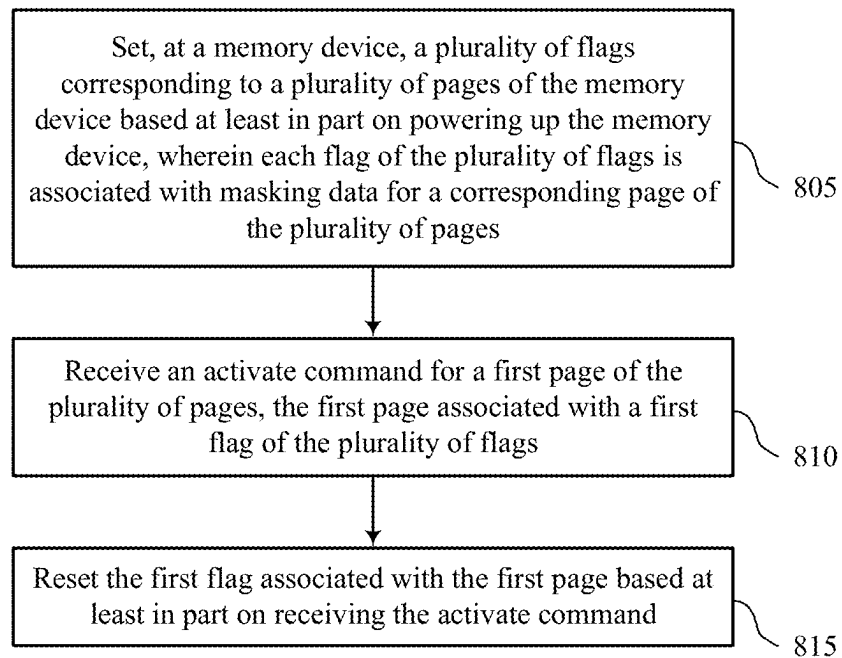 Set, at a memory device, a plurality of flags
corresponding to a plurality of pages of the memory
device based at least in part on powering up the memory
device, wherein each flag of the plurality of flags is
associated with masking data for a corresponding page of
the plurality of pages
805
Receive an activate command for a first page of the
plurality of pages, the first page associated with a first
flag of the plurality of flags
810
Reset the first flag associated with the first page based at
least in part on receiving the activate command
815